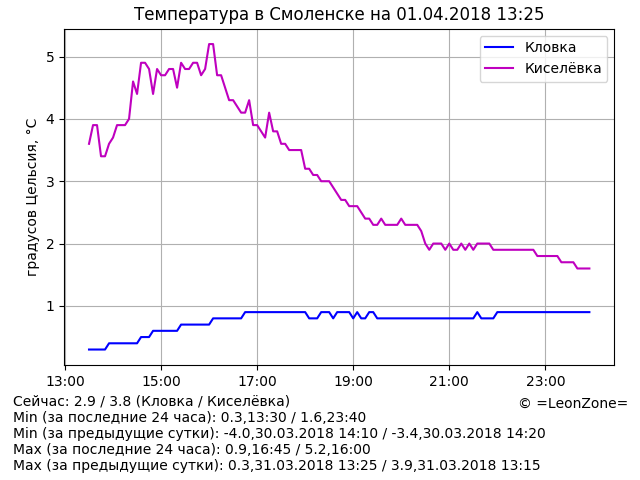 Температура в Смоленске на 01.04.2018 13:25
Кловка
Киселёвка
градусов Цельсия, °C
5
4
3
2
1
13:00 15:00 17:00 19:00 21:00 23:00
Сейчас: 2.9 / 3.8 (Кловка / Киселёвка)
© =LeonZone=
Min (за последние 24 часа): 0.3,13:30 / 1.6,23:40
Min (за предыдущие сутки): -4.0,30.03.2018 14:10 / -3.4,30.03.2018 14:20
Max (за последние 24 часа): 0.9,16:45 / 5.2,16:00
Max (за предыдущие сутки): 0.3,31.03.2018 13:25 / 3.9,31.03.2018 13:15